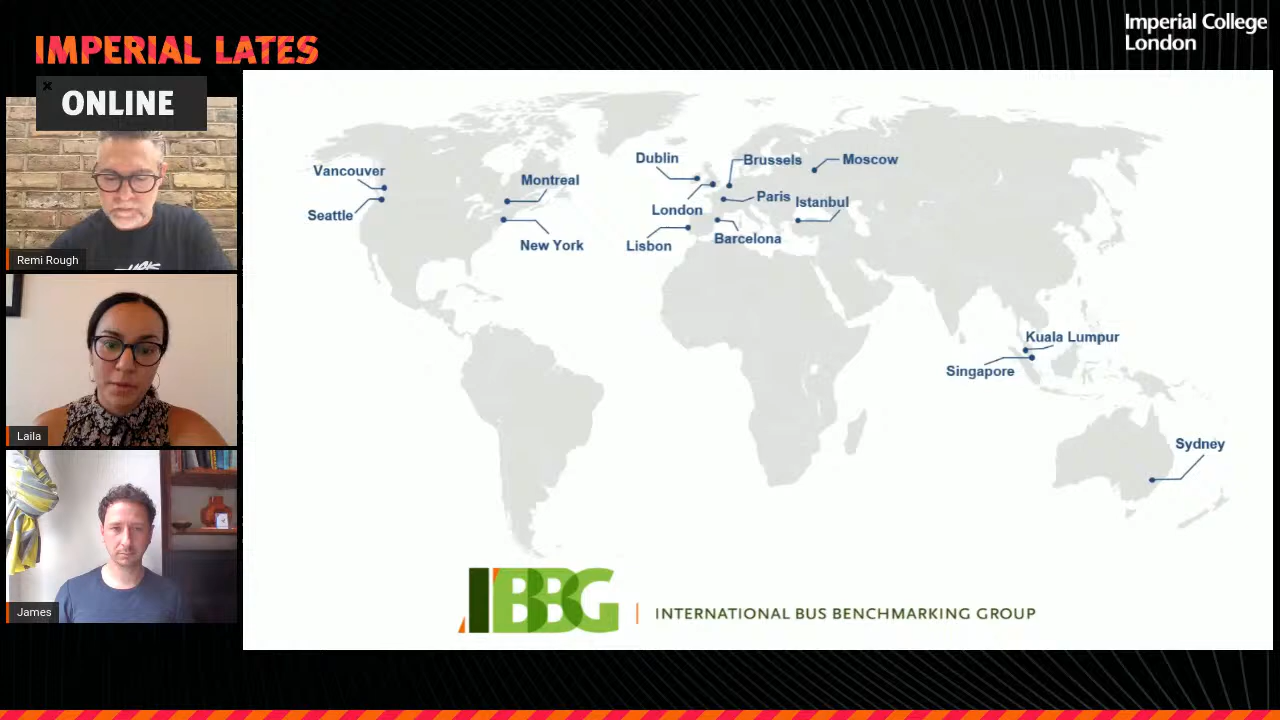 IMPERIAL LATES
ONLINE
Imperial College
London
Remi Rough
Laila
James
Vancouver
Seattle
Montreal
New York
Dublin
London
Lisbon
Brussels
Paris
Barcelona
Istanbul
Moscow
Kuala Lumpur
Singapore
Sydney
IBBG
INTERNATIONAL BUS BENCHMARKING GROUP